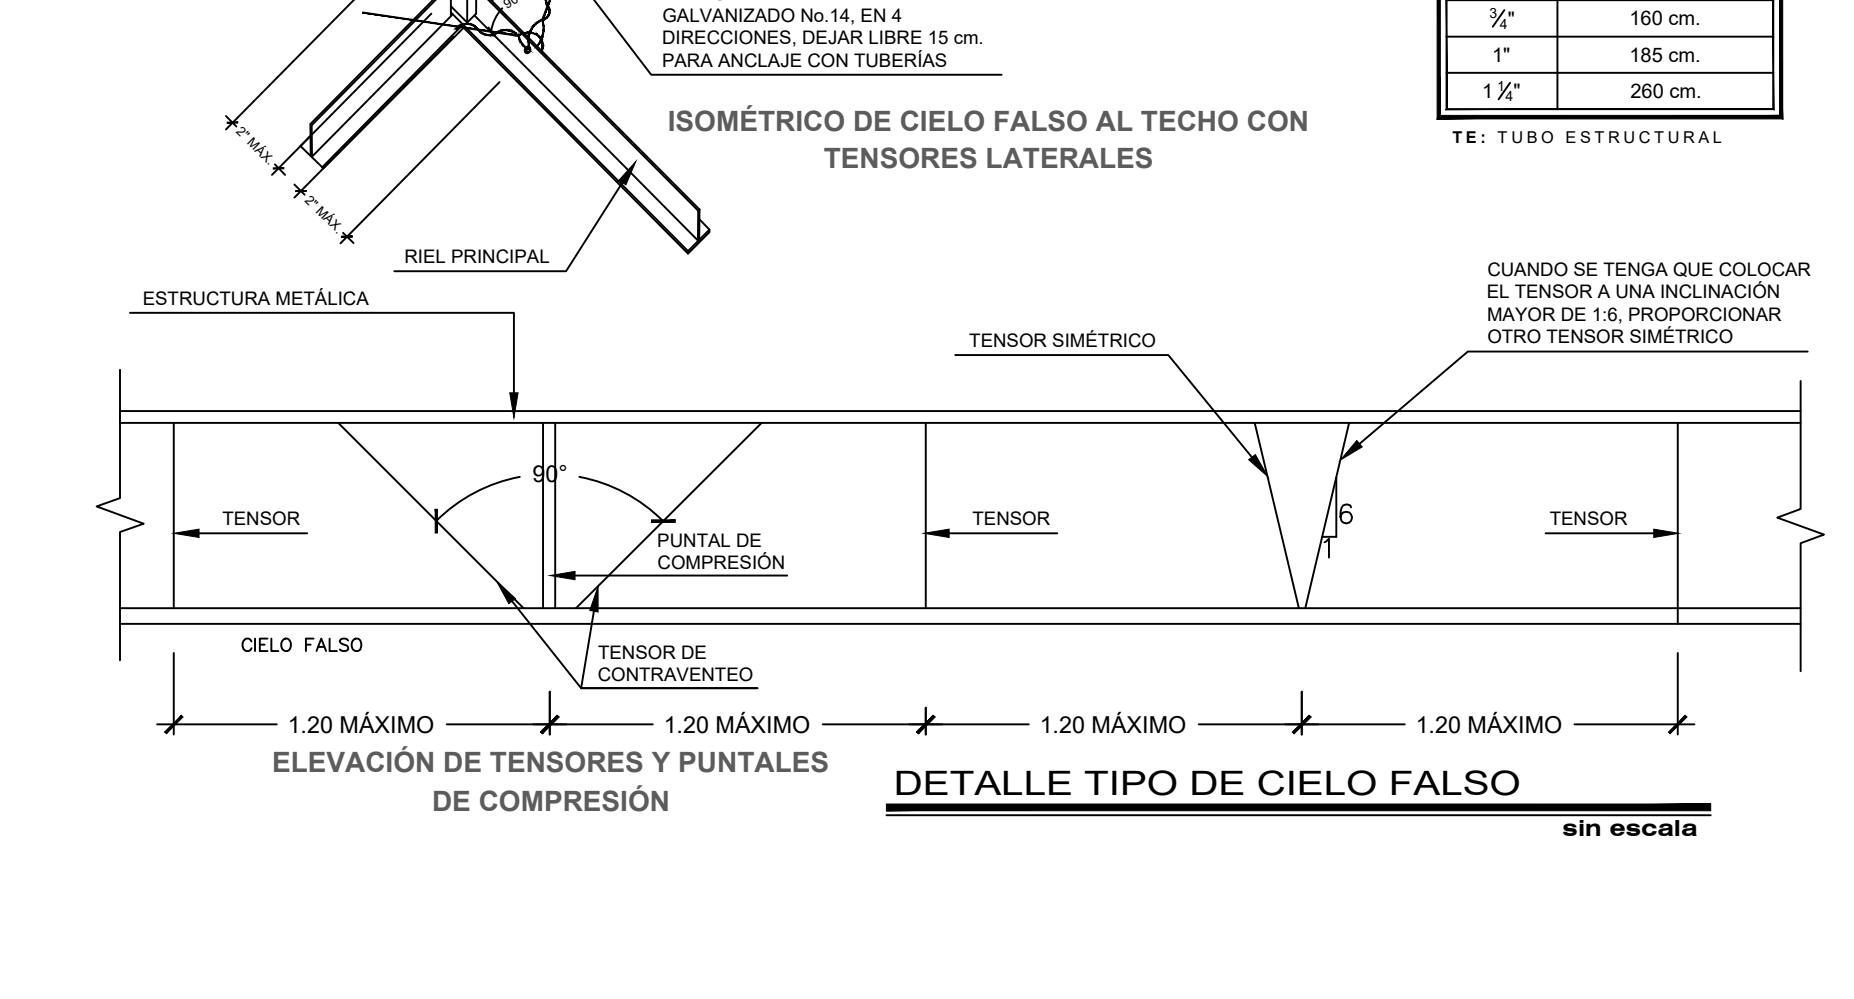 GALVANIZADO No.14, EN 4
DIRECCIONES, DEJAR LIBRE 15 cm.
PARA ANCLAJE CON TUBERÍAS
3/4" 160 cm.
1" 185 cm.
1 1/4" 260 cm.
TE: TUBO ESTRUCTURAL
ISOMÉTRICO DE CIELO FALSO AL TECHO CON
TENSORES LATERALES
2" MÁX.
2" MÁX.
RIEL PRINCIPAL
ESTRUCTURA METÁLICA
TENSOR SIMÉTRICO
CUANDO SE TENGA QUE COLOCAR
EL TENSOR A UNA INCLINACIÓN
MAYOR DE 1:6, PROPORCIONAR
OTRO TENSOR SIMÉTRICO
90°
TENSOR
PUNTAL DE
COMPRESIÓN
TENSOR
6
1
TENSOR
CIELO FALSO
TENSOR DE
CONTRAVENTEO
1.20 MÁXIMO 1.20 MÁXIMO 1.20 MÁXIMO 1.20 MÁXIMO
ELEVACIÓN DE TENSORES Y PUNTALES
DE COMPRESIÓN
DETALLE TIPO DE CIELO FALSO
sin escala